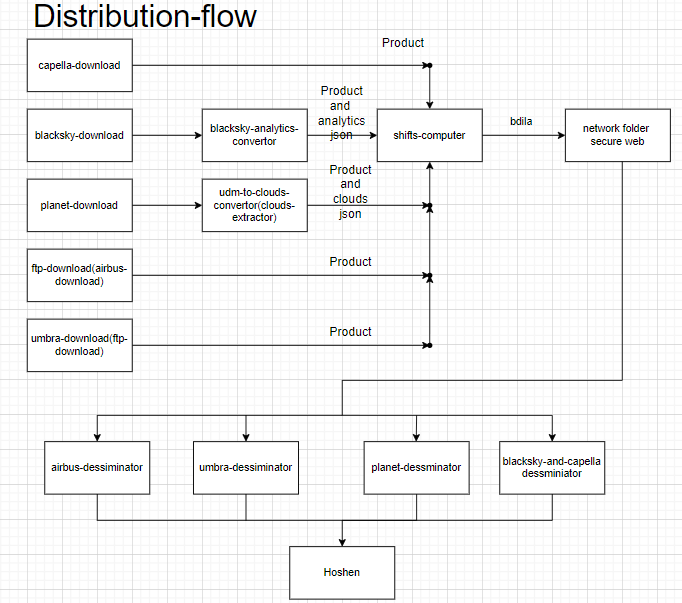 Distribution-flow
Product
capella-download
Product
and
analytics
json
blacksky-download
blacksky-analytics-
convertor
shifts-computer
bdila
network folder
secure web
Product
and
clouds
json
planet-download
udm-to-clouds-
convertor(clouds-
extractor)
ftp-download(airbus-
download)
Product
umbra-download(ftp-
download)
Product
airbus-dessiminator
umbra-dessiminator
planet-dessminator
blacksky-and-capella
dessminiator
Hoshen